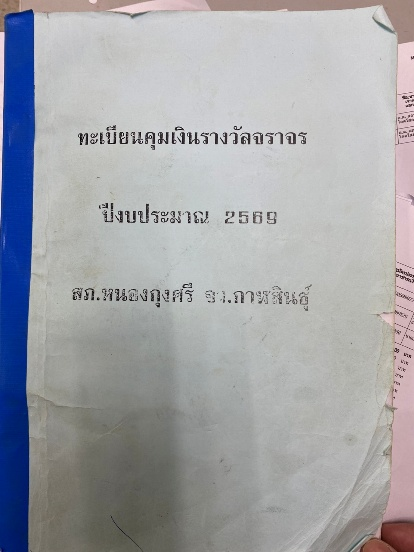 ทะเบียนคุมเงินรางวัลจราจร
ปีงบประมาณ 2569
สภ.หนองกุงศรี จว.กาฬสินธุ์